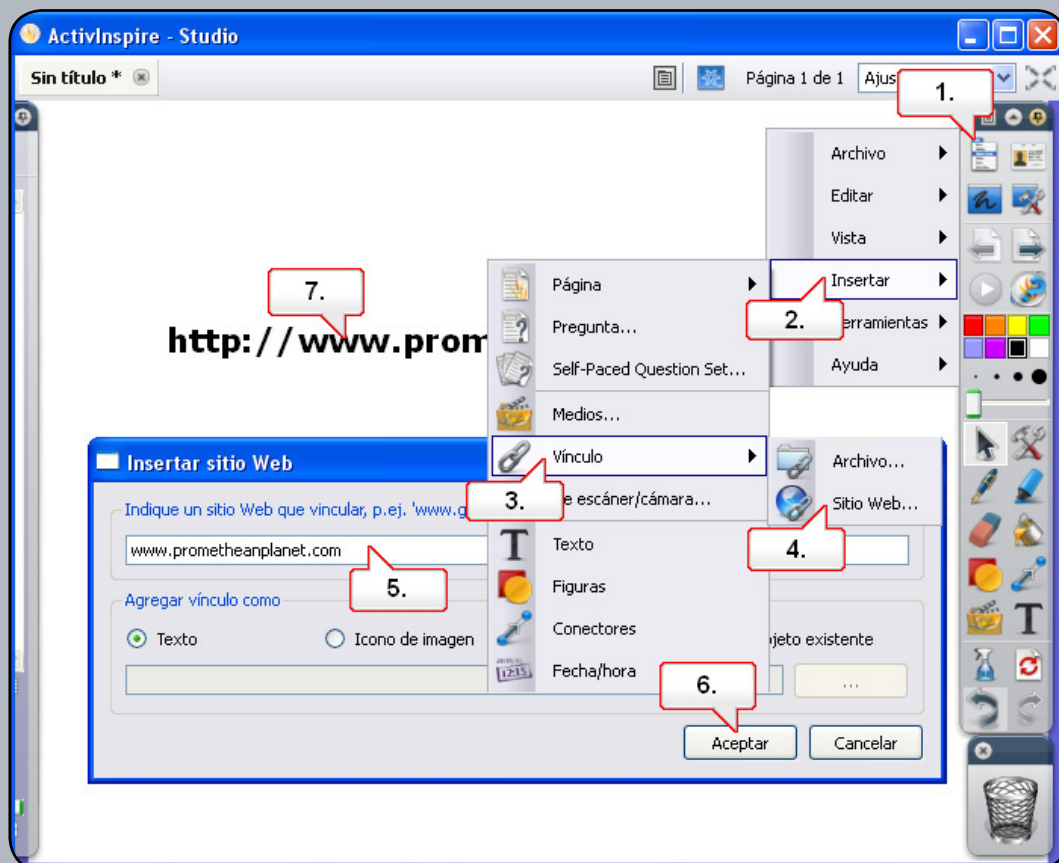 ActivInspire - Studio
Sin título *
Página 1 de 1
1.
Archivo
Editar
Vista
Insertar
2.
Ayuda
7.
http://www.prom
Página
Pregunta...
Self-Paced Question Set...
Medios...
Vínculo
3.
escáner/cámara...
Texto
Figuras
Conectores
Fecha/hora
12:15
Archivo...
Sitio Web...
4.
T
Insertar sitio Web
Indique un sitio Web que vincular, p.ej. 'www.g
www.prometheanplanet.com
5.
Agregar vínculo como
Texto
Icono de imagen
existente
...
6.
Aceptar
Cancelar
T